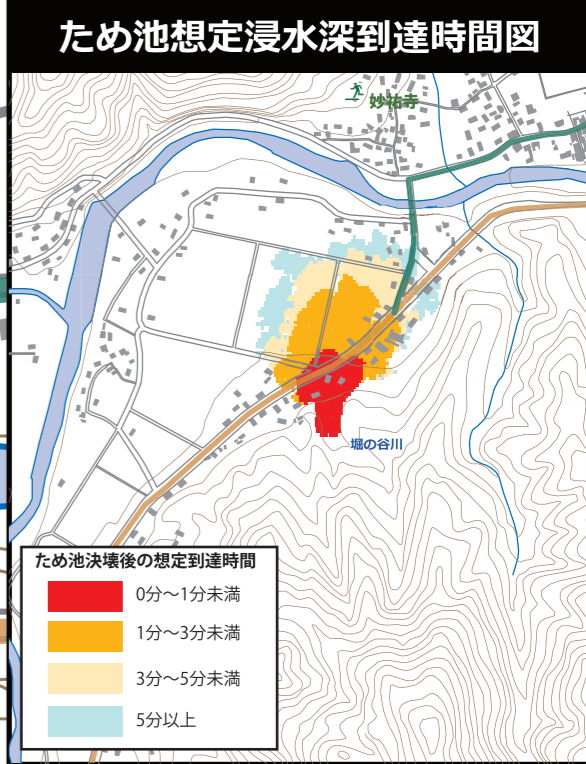 ため池想定浸水深到達時間図
妙祐寺
堀の谷川
ため池決壊後の想定到達時間
0分～1分未満
1分～3分未満
3分～5分未満
5分以上